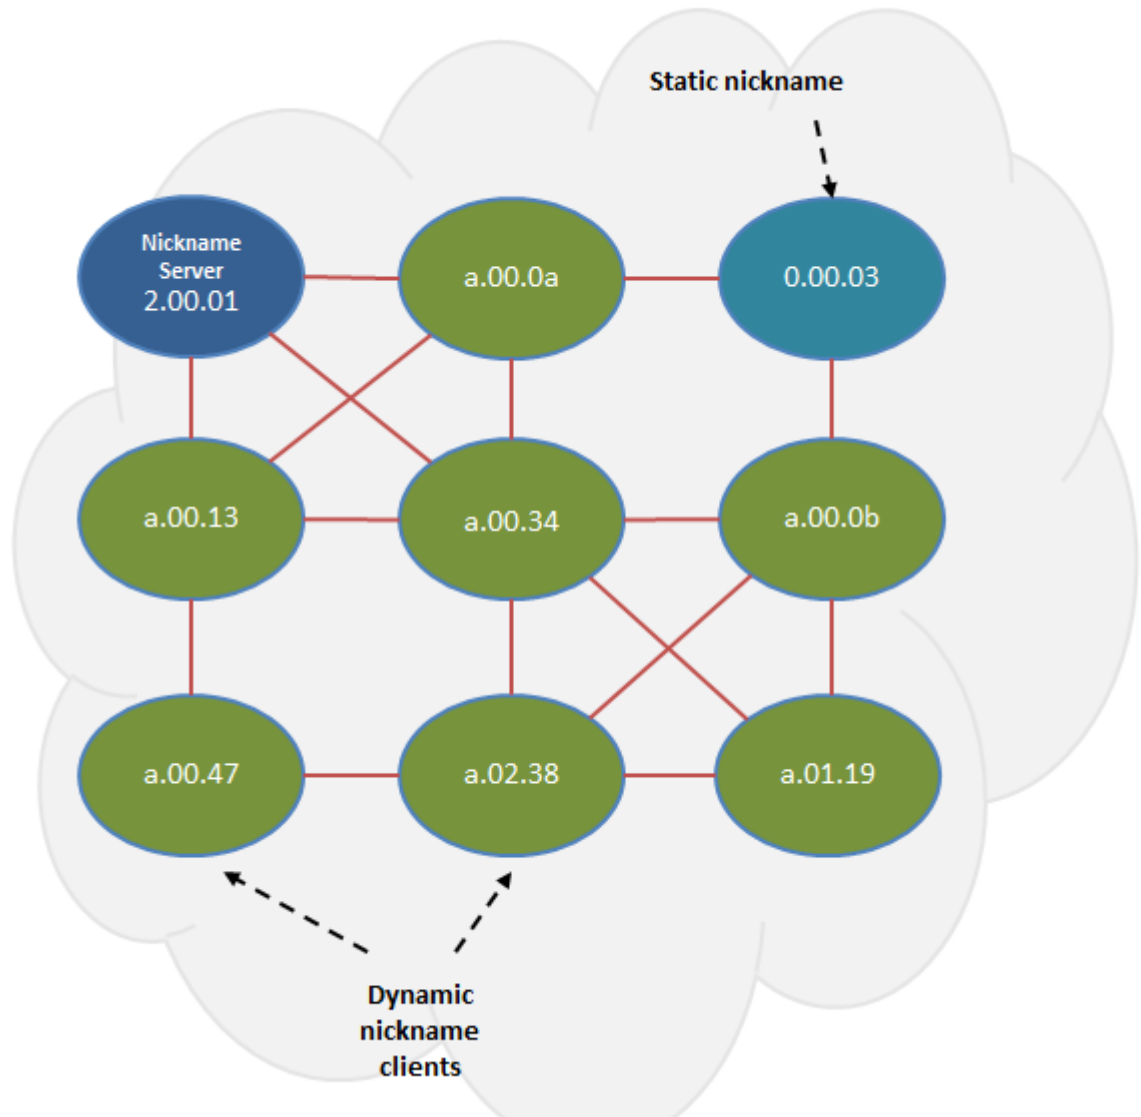 Static nickname
Nickname
Server
2.00.01
a.00.0a
0.00.03
a.00.13
a.00.34
a.00.0b
a.00.47
a.02.38
a.01.19
Dynamic
nickname
clients